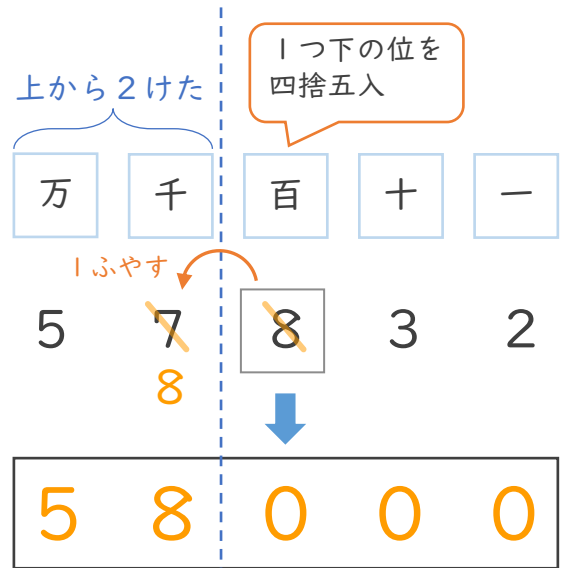 1つ下の位を
四捨五入
上から2けた
万 千 百 十 一
1ふやす
5 7 8 3 2
8
5 8 0 0 0